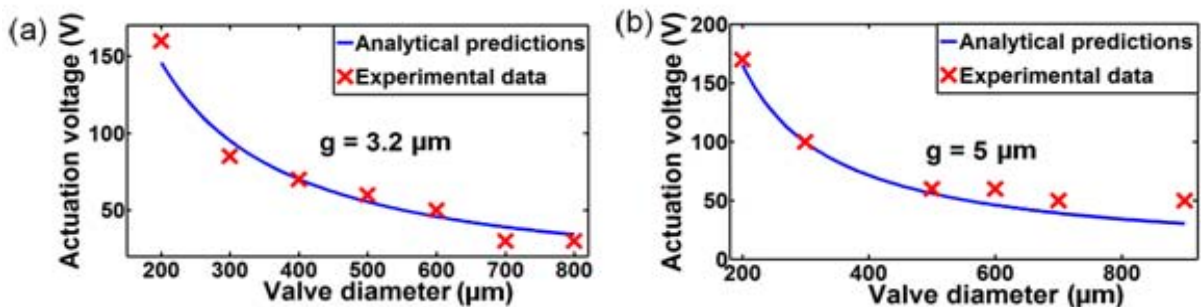 (a)
Actuation voltage (V)
150
100
50
Analytical predictions
Experimental data
g = 3.2 µm
200 300 400 500 600 700 800
Valve diameter (µm)
(b)
Actuation voltage (V)
200
150
100
50
0
Analytical predictions
Experimental data
g = 5 µm
200 400 600 800
Valve diameter (µm)